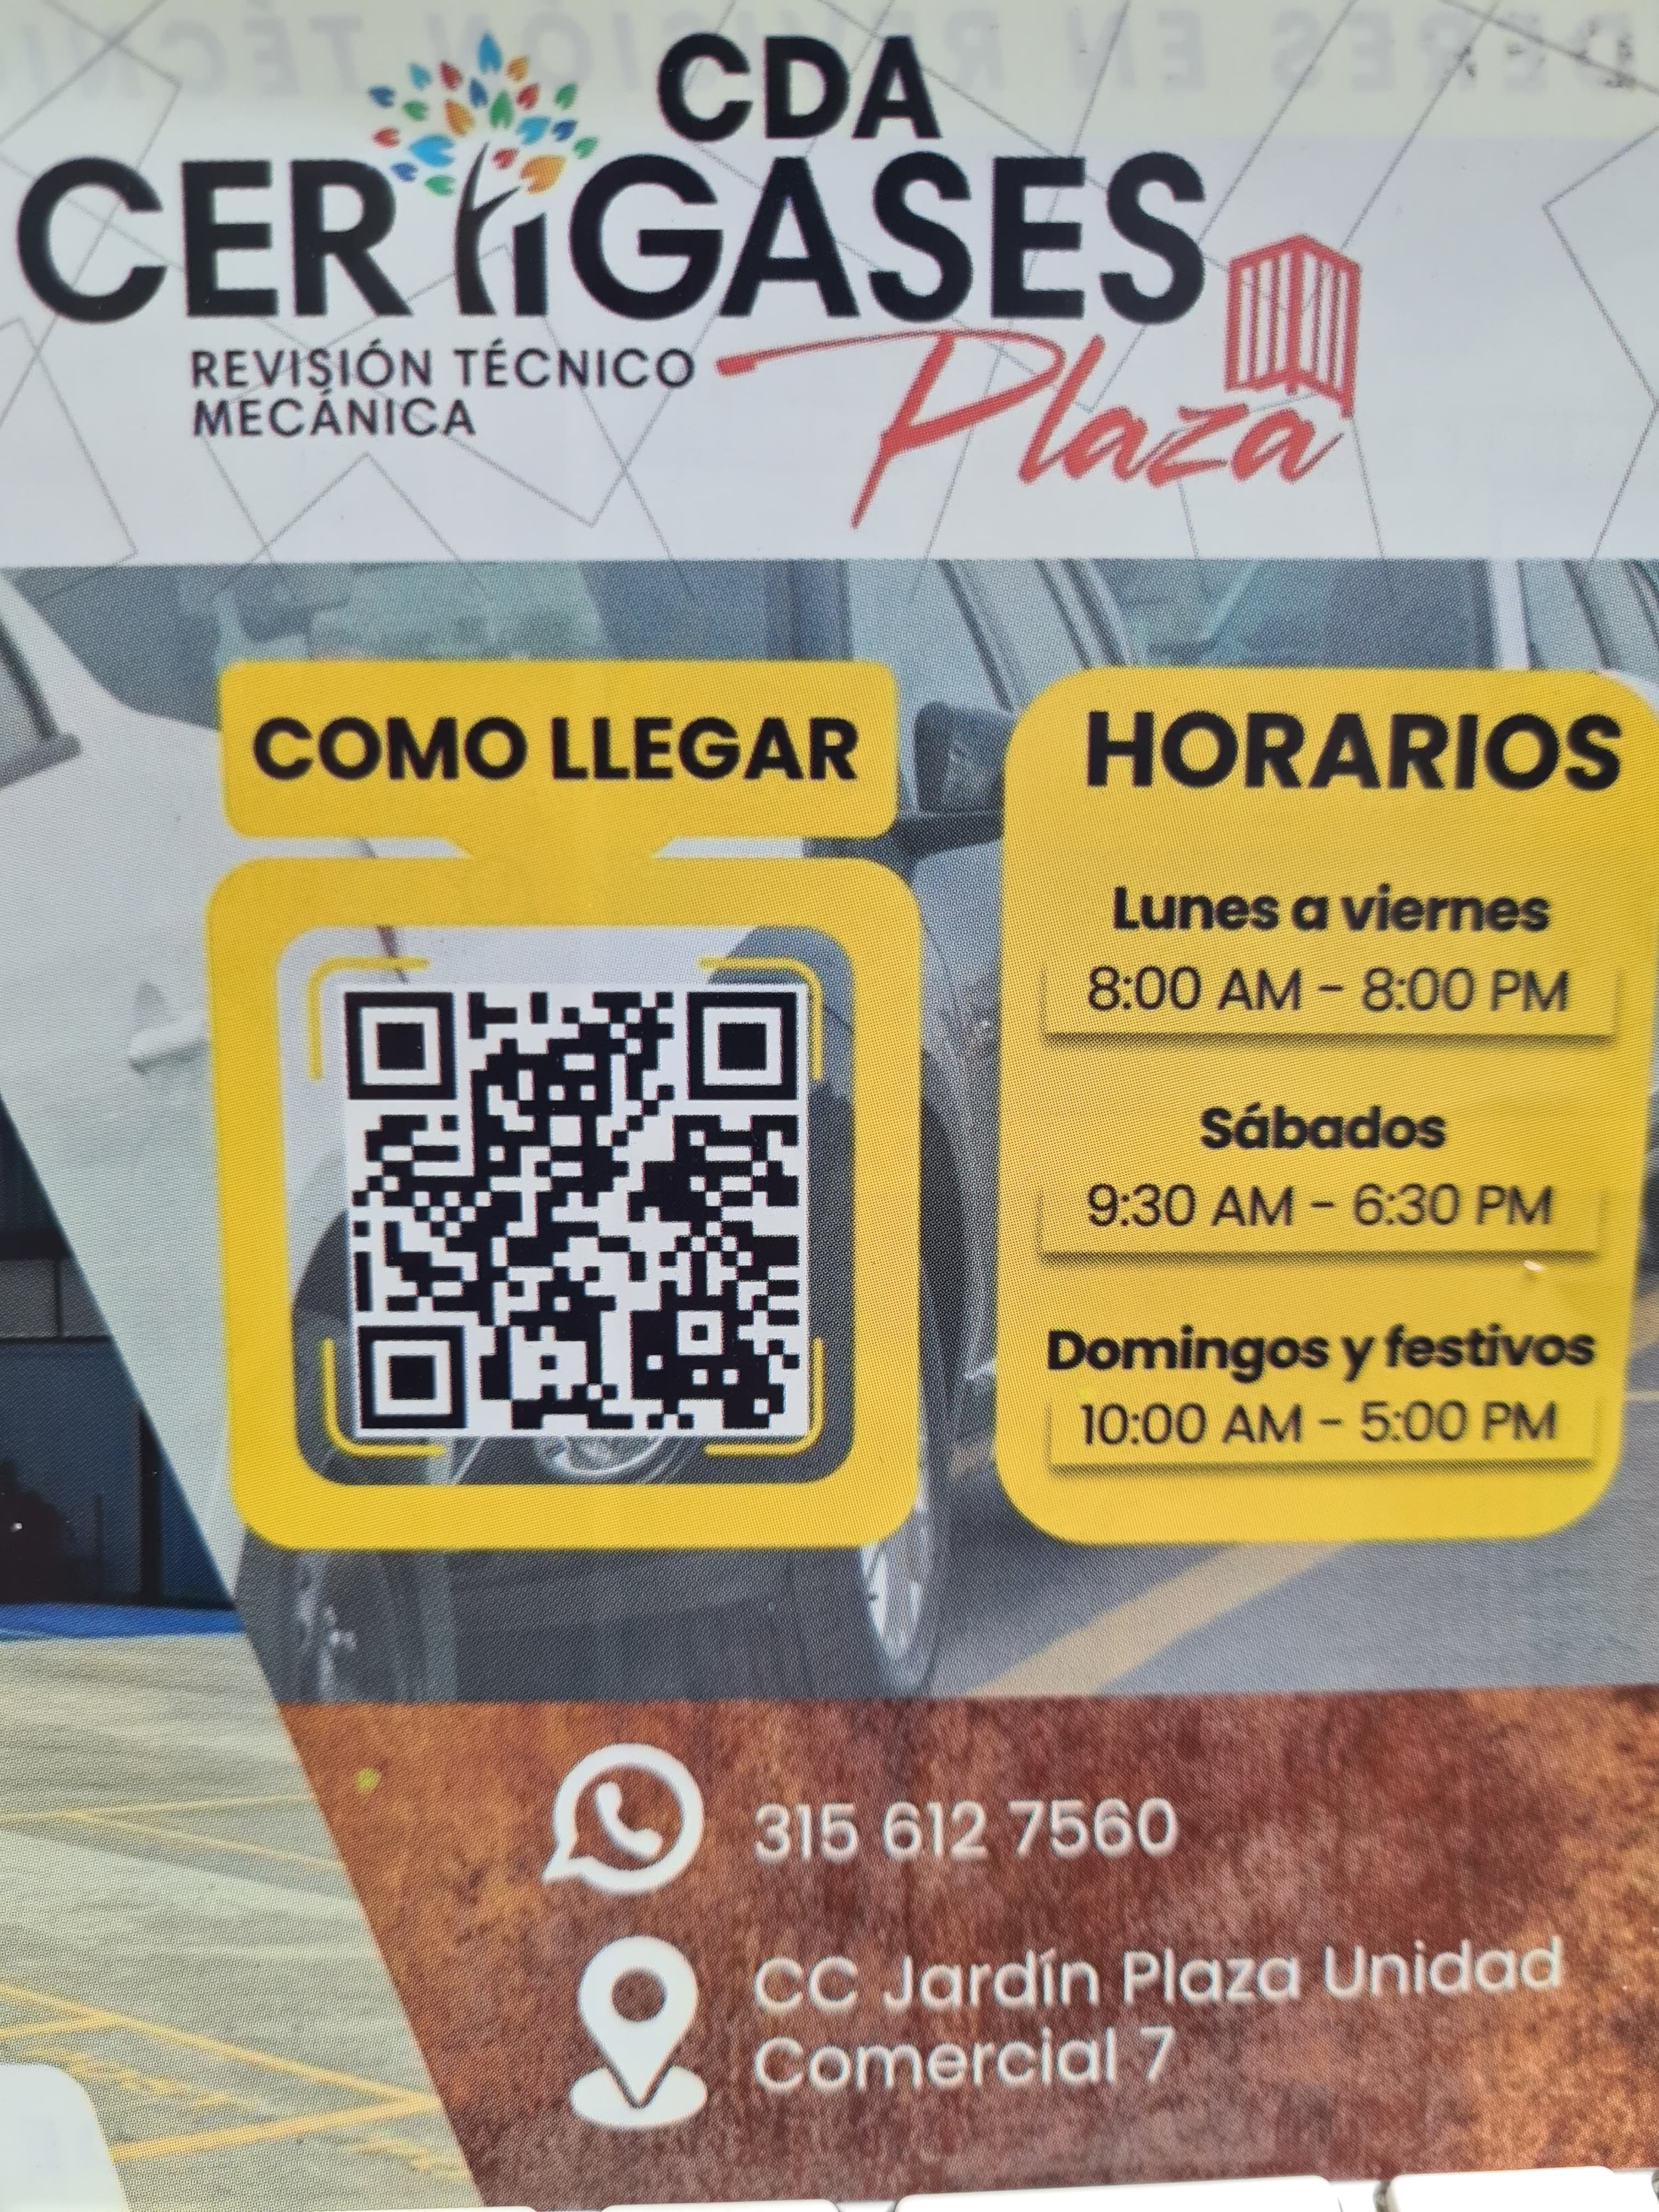 CDA
CERTIGASES
REVISIÓN TÉCNICO
MECÁNICA
Plaza
COMO LLEGAR
HORARIOS
Lunes a viernes
8:00 AM - 8:00 PM
Sábados
9:30 AM - 6:30 PM
Domingos y festivos
10:00 AM - 5:00 PM
315 612 7560
CC Jardín Plaza Unidad
Comercial 7